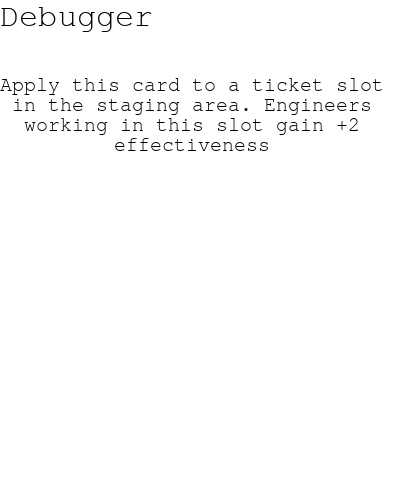 Debugger
Apply this card to a ticket slot
in the staging area. Engineers
working in this slot gain +2
effectiveness